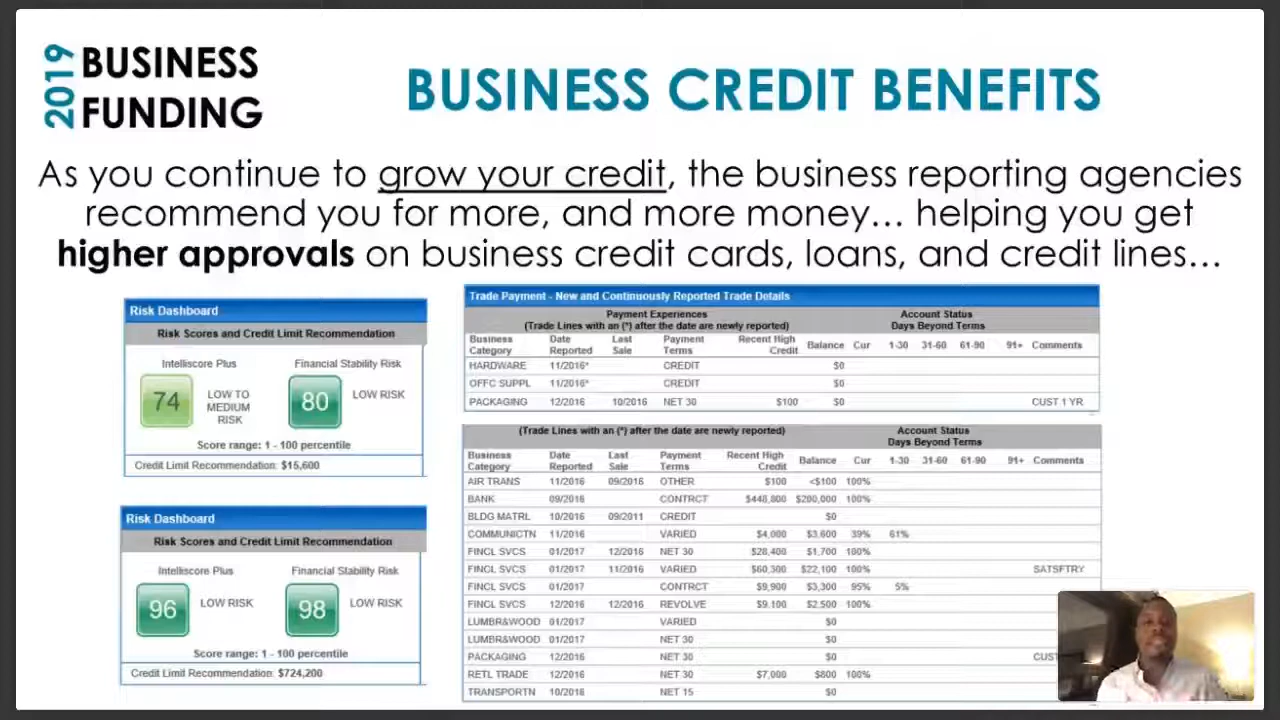 2019
BUSINESS
FUNDING
BUSINESS CREDIT BENEFITS
As you continue to grow your credit, the business reporting agencies
recommend you for more, and more money... helping you get
higher approvals on business credit cards, loans, and credit lines...
Risk Dashboard
Risk Scores and Credit Limit Recommendation
Intelliscore Plus Financial Stability Risk
74 LOW TO MEDIUM RISK 80 LOW RISK
Score range: 1 - 100 percentile
Credit Limit Recommendation: $15,600
Risk Dashboard
Risk Scores and Credit Limit Recommendation
Intelliscore Plus Financial Stability Risk
96 LOW RISK 98 LOW RISK
Score range: 1 - 100 percentile
Credit Limit Recommendation: $724,200
Trade Payment - New and Continuously Reported Trade Details
Payment Experiences Account Status
(Trade Lines with an (*) after the date are newly reported) Days Beyond Terms
Business Category Date Reported Last Sale Payment Terms Recent High Credit Balance Cur 1-30 31-60 61-90 91+ Comments
HARDWARE 11/2016* CREDIT $0
OFFC SUPPL 11/2016* CREDIT $0
PACKAGING 12/2016 10/2016 NET 30 $100 $0 CUST 1 YR
(Trade Lines with an (*) after the date are newly reported) Account Status
Days Beyond Terms
Business Category Date Reported Last Sale Payment Terms Recent High Credit Balance Cur 1-30 31-60 61-90 91+ Comments
AIR TRANS 11/2016 09/2016 OTHER $100 <$100 100%
BANK 09/2016 CONTRCT $448,800 $280,000 100%
BLDG MATRL 10/2016 09/2011 CREDIT $0
COMMUNICTN 11/2016 VARIED $4,000 $3,600 39% 61%
FINCL SVCS 01/2017 12/2016 NET 30 $28,400 $1,700 100%
FINCL SVCS 01/2017 11/2016 VARIED $60,300 $22,100 100% SATSFTRY
FINCL SVCS 01/2017 CONTRCT $9,900 $3,300 95% 5%
FINCL SVCS 12/2016 12/2016 REVOLVE $9,100 $2,500 100%
LUMBR&WOOD 01/2017 VARIED $0
LUMBR&WOOD 01/2017 NET 30 $0
PACKAGING 12/2016 NET 30 $0 CUST
RETL TRADE 12/2016 NET 30 $7,000 $800 100%
TRANSPORTN 10/2016 NET 15 $0